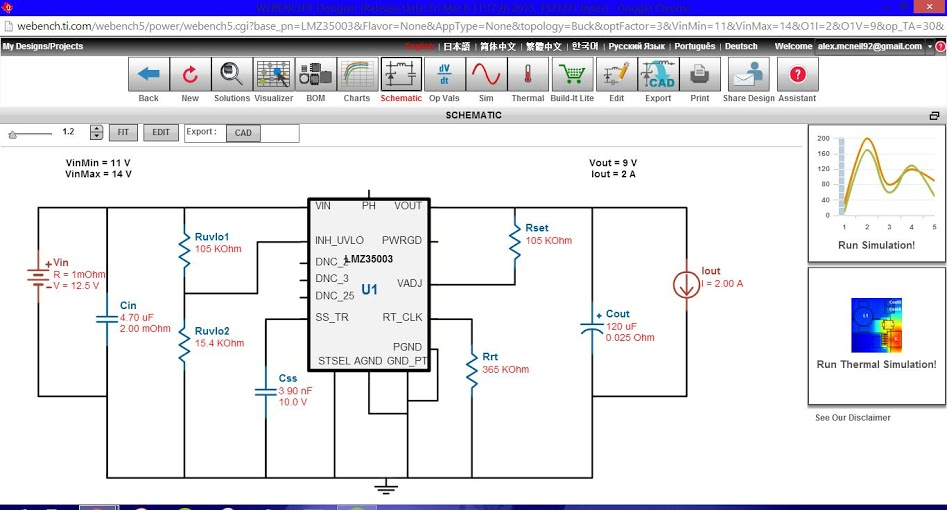 webench.ti.com/webench5/power/webench5.cgi?base_pn=LMZ35003&Flavor=None&AppType=None&topology=Buck&optFactor=3&VinMin=11&VinMax=14&O1I=2&O1V=9&op_TA=30&
My Designs/Projects
English | 日本語 | 简体中文 | 繁體中文 | 한국어 | Русский Язык | Português | Deutsch Welcome alex.mcneil92@gmail.com
Back New Solutions Visualizer BOM Charts Schematic Op Vals Sim Thermal Build-It Lite Edit Export Print Share Design Assistant
dV
dt
CAD
?
SCHEMATIC
1.2 FIT EDIT Export : CAD
VinMin = 11 V
VinMax = 14 V
Vout = 9 V
Iout = 2 A
VIN PH VOUT
INH_UVLO PWRGD
DNC_2
LMZ35003
DNC_3
VADJ
U1
DNC_25
SS_TR RT_CLK
PGND
STSEL AGND GND_PT
Vin
R = 1mOhm
V = 12.5 V
Cin
4.70 uF
2.00 mOhm
Ruvlo1
105 KOhm
Ruvlo2
15.4 KOhm
Css
3.90 nF
10.0 V
Rset
105 KOhm
Rrt
365 KOhm
Cout
120 uF
0.025 Ohm
Iout
I = 2.00 A
200
160
120
80
40
0
1 2 3 4 5
Run Simulation!
Run Thermal Simulation!
See Our Disclaimer